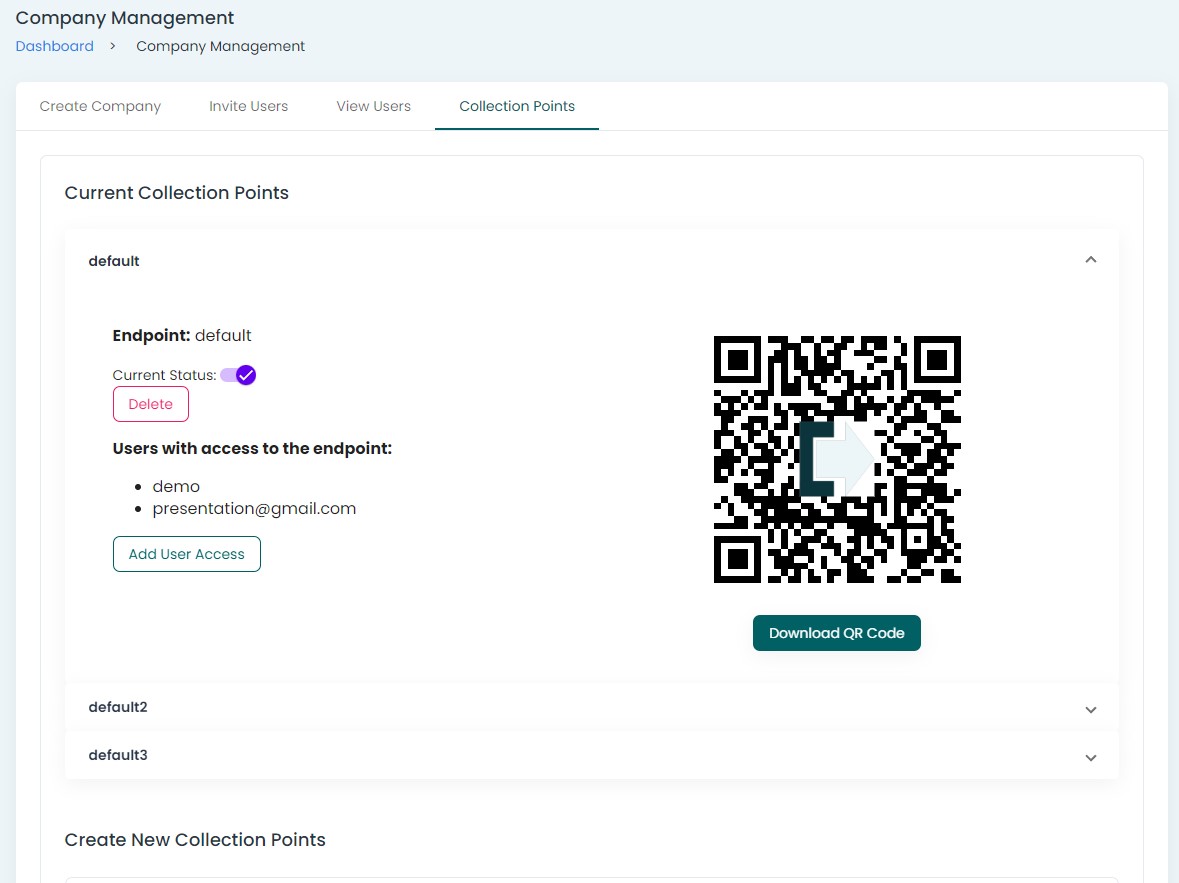 Company Management
Dashboard > Company Management
Create Company Invite Users View Users Collection Points
Current Collection Points
default
Endpoint: default
Current Status:
Delete
Users with access to the endpoint:
• demo
• presentation@gmail.com
Add User Access
Download QR Code
default2
default3
Create New Collection Points